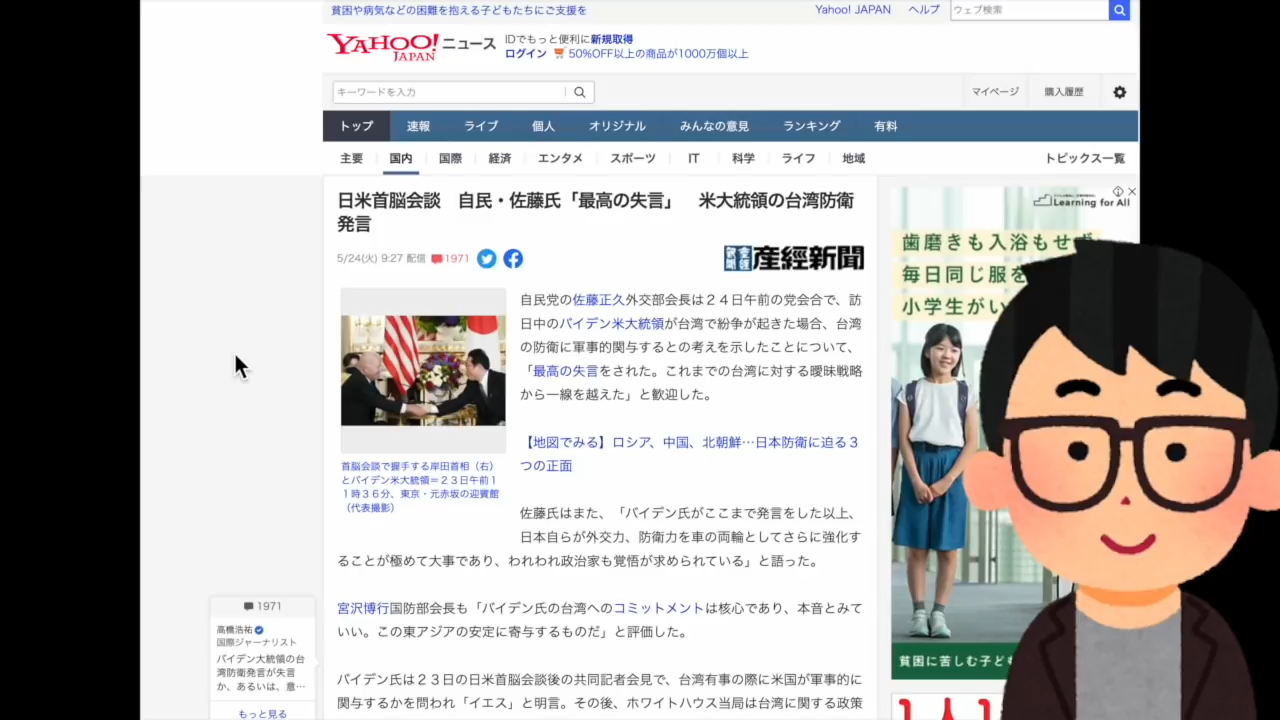 貧困や病気などの困難を抱える子どもたちにご支援を
Yahoo! JAPAN ヘルプ
ウェブ検索
YAHOO! JAPAN ニュース
IDでもっと便利に新規取得
ログイン 50%OFF以上の商品が1000万個以上
キーワードを入力
マイページ 購入履歴
トップ 速報 ライブ 個人 オリジナル みんなの意見 ランキング 有料
主要 国内 国際 経済 エンタメ スポーツ IT 科学 ライフ 地域 トピックス一覧
日米首脳会談 自民・佐藤氏「最高の失言」 米大統領の台湾防衛
発言
5/24(火) 9:27 配信 1971
産経新聞
自民党の佐藤正久外交部会長は２４日午前の党会合で、訪
日中のバイデン米大統領が台湾で紛争が起きた場合、台湾
の防衛に軍事的関与するとの考えを示したことについて、
「最高の失言をされた。これまでの台湾に対する曖昧戦略
から一線を越えた」と歓迎した。
【地図でみる】ロシア、中国、北朝鮮…日本防衛に迫る３
つの正面
首脳会談で握手する岸田首相（右）
とバイデン米大統領＝２３日午前１
１時３６分、東京・元赤坂の迎賓館
（代表撮影）
佐藤氏はまた、「バイデン氏がここまで発言をした以上、
日本自らが外交力、防衛力を車の両輪としてさらに強化す
ることが極めて大事であり、われわれ政治家も覚悟が求められている」と語った。
宮沢博行国防部会長も「バイデン氏の台湾へのコミットメントは核心であり、本音とみて
いい。この東アジアの安定に寄与するものだ」と評価した。
バイデン氏は２３日の日米首脳会談後の共同記者会見で、台湾有事の際に米国が軍事的に
関与するかを問われ「イエス」と明言。その後、ホワイトハウス当局は台湾に関する政策
1971
高橋浩祐
国際ジャーナリスト
バイデン大統領の台
湾防衛発言が失言
か、あるいは、意…
もっと見る
Learning for All
歯磨きも入浴もせず
毎日同じ服を
小学生がい
貧困に苦しむ子ども
1人